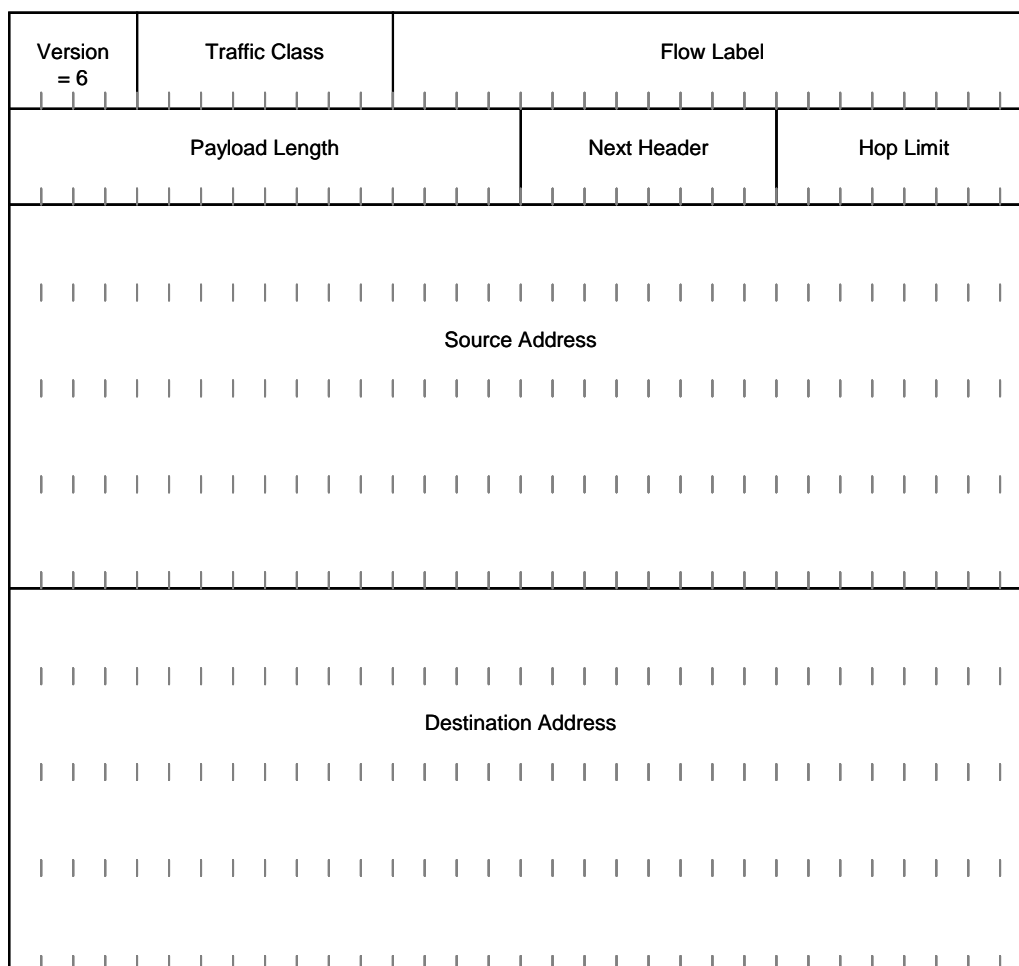 Version
= 6
Traffic Class
Flow Label
Payload Length
Next Header
Hop Limit
Source Address
Destination Address